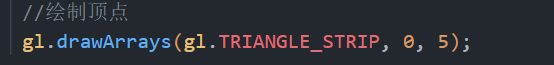 //绘制顶点
gl.drawArrays(gl.TRIANGLE_STRIP, 0, 5);